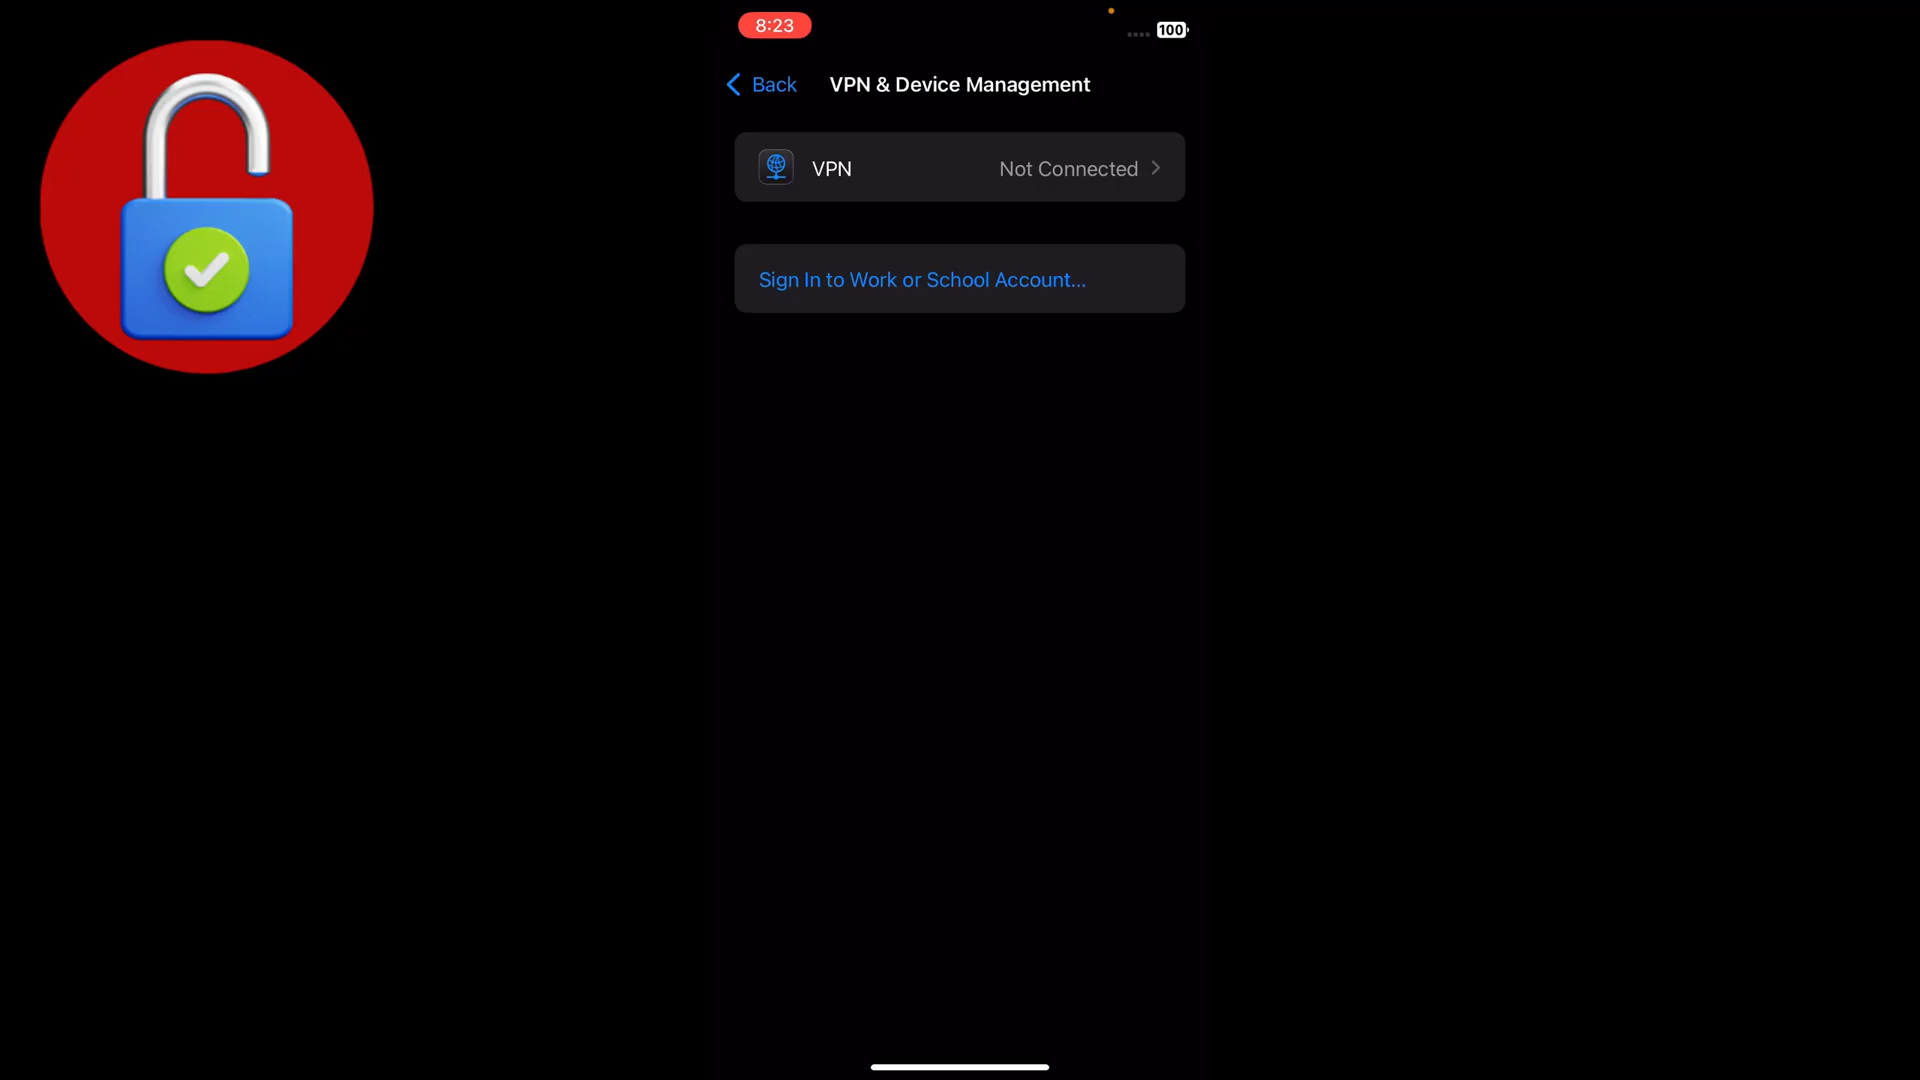 8:23
100
Back
VPN & Device Management
VPN
Not Connected
Sign In to Work or School Account...